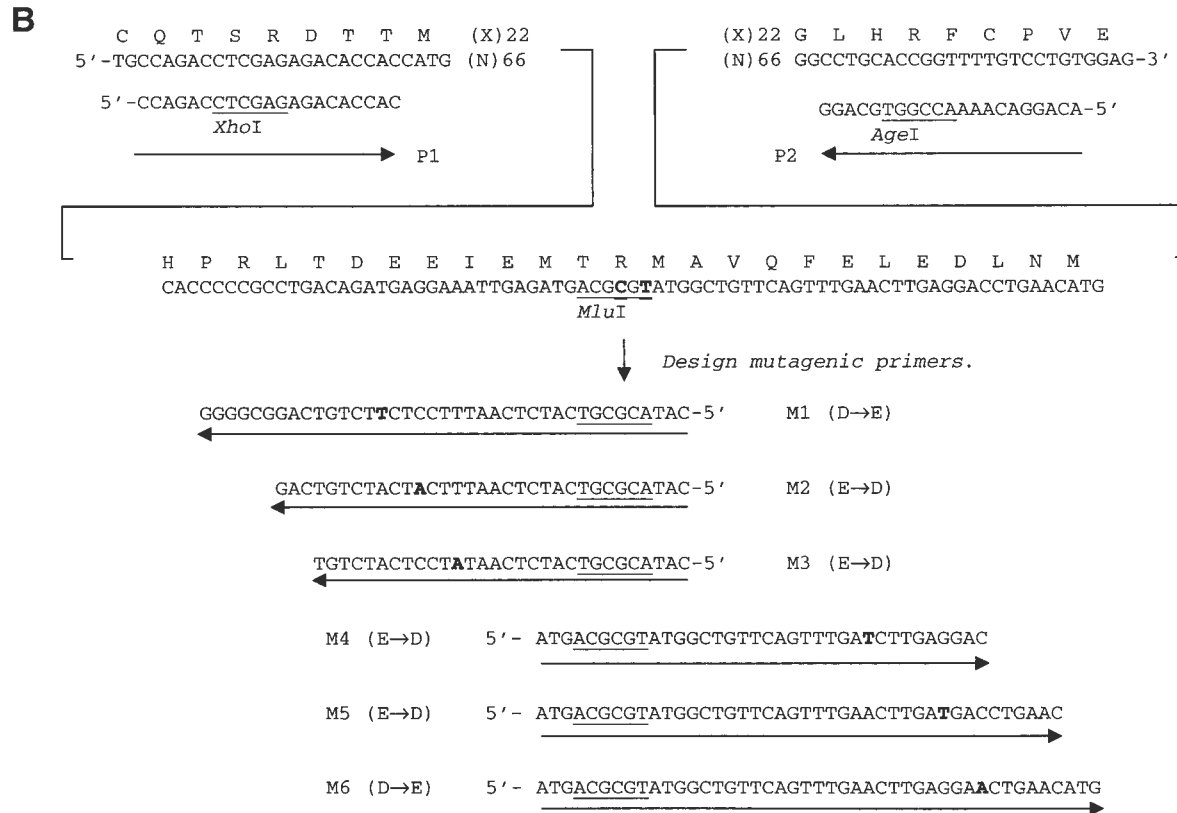 B
C Q T S R D T T M (X)22
5′-TGCCAGACCTCGAGAGACACCACCATG (N)66
5′-CCAGACCTCGAGAGACACCAC
XhoI
P1
(X)22 G L H R F C P V E
(N)66 GGCCTGCACCGGTTTTGTCCTGTGGAG-3′
GGACGTGGCCAAAACAGGACA-5′
AgeI
P2
H P R L T D E E I E M T R M A V Q F E L E D L N M
CACCCCCGCCTGACAGATGAGGAAATTGAGATGACGCGTATGGCTGTTCAGTTTGAACTTGAGGACCTGAACATG
MluI
Design mutagenic primers.
GGGGCGGACTGTCTTCTCCTTTAACTCTACTGCGCATAC-5′ M1 (D→E)
GACTGTCTACTACTTTAACTCTACTGCGCATAC-5′ M2 (E→D)
TGTCTACTCCTATAACTCTACTGCGCATAC-5′ M3 (E→D)
M4 (E→D) 5′- ATGACGCGTATGGCTGTTCAGTTTGATCTTGAGGAC
M5 (E→D) 5′- ATGACGCGTATGGCTGTTCAGTTTGAACTTGATGACCTGAAC
M6 (D→E) 5′- ATGACGCGTATGGCTGTTCAGTTTGAACTTGAGGAACTGAACATG